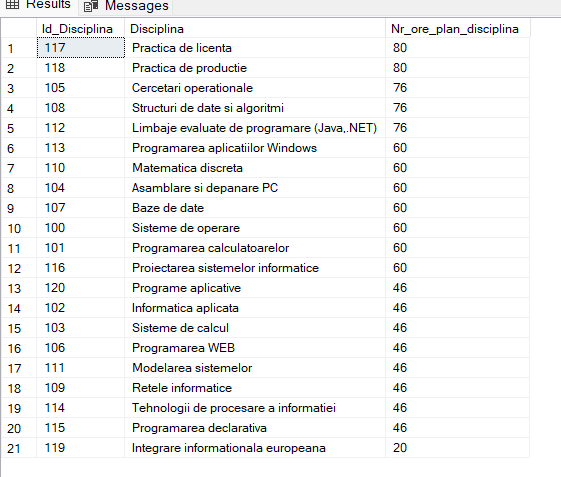 Results Messages
Id_Disciplina Disciplina Nr_ore_plan_disciplina
1 117 Practica de licenta 80
2 118 Practica de productie 80
3 105 Cercetari operationale 76
4 108 Structuri de date si algoritmi 76
5 112 Limbaje evaluate de programare (Java,.NET) 76
6 113 Programarea aplicatiilor Windows 60
7 110 Matematica discreta 60
8 104 Asamblare si depanare PC 60
9 107 Baze de date 60
10 100 Sisteme de operare 60
11 101 Programarea calculatoarelor 60
12 116 Proiectarea sistemelor informatice 60
13 120 Programe aplicative 46
14 102 Informatica aplicata 46
15 103 Sisteme de calcul 46
16 106 Programarea WEB 46
17 111 Modelarea sistemelor 46
18 109 Retele informatice 46
19 114 Tehnologii de procesare a informatiei 46
20 115 Programarea declarativa 46
21 119 Integrare informationala europeana 20